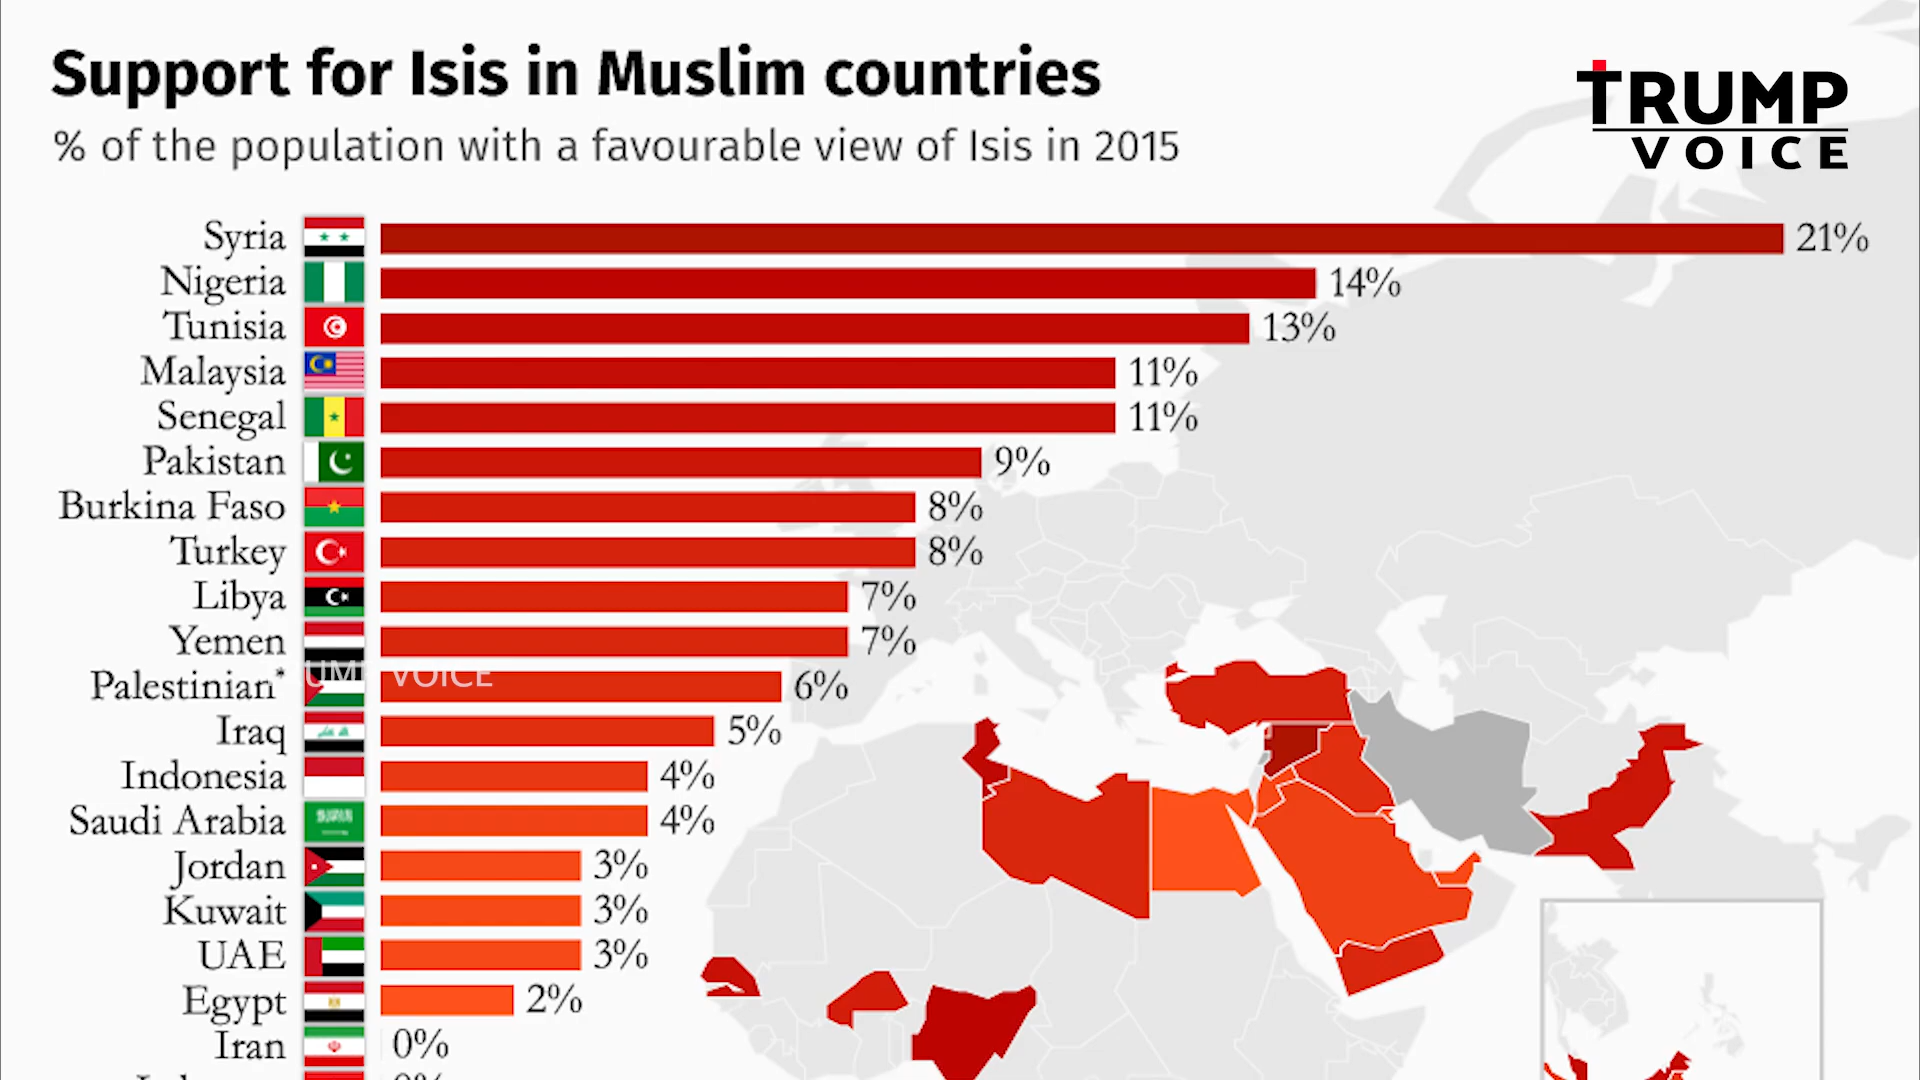 Support for Isis in Muslim countries
% of the population with a favourable view of Isis in 2015
TRUMP
VOICE
Syria 21%
Nigeria 14%
Tunisia 13%
Malaysia 11%
Senegal 11%
Pakistan 9%
Burkina Faso 8%
Turkey 8%
Libya 7%
Yemen 7%
VOICE
Palestinian* 6%
Iraq 5%
Indonesia 4%
Saudi Arabia 4%
Jordan 3%
Kuwait 3%
UAE 3%
Egypt 2%
Iran 0%